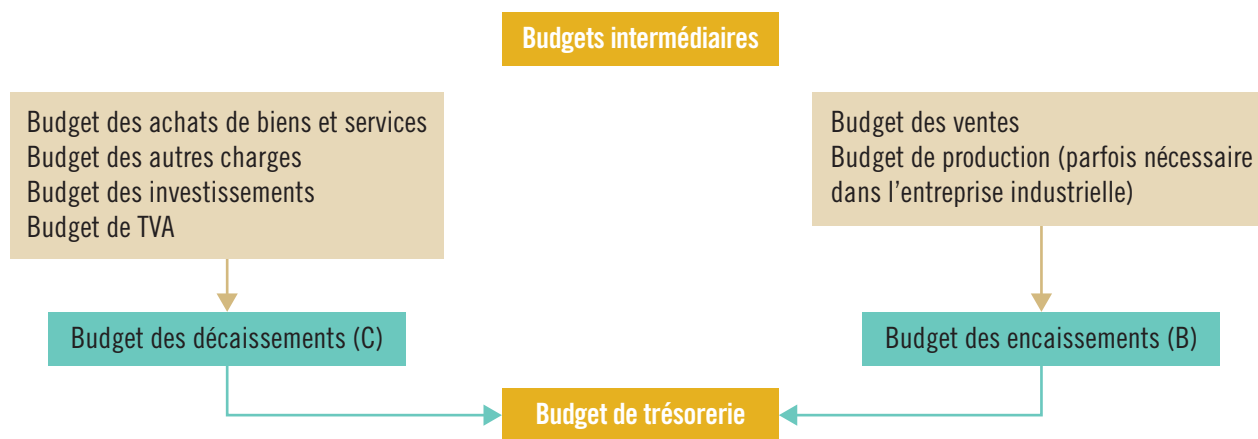 Budgets intermédiaires
Budget des achats de biens et services
Budget des autres charges
Budget des investissements
Budget de TVA
Budget des ventes
Budget de production (parfois nécessaire
dans l’entreprise industrielle)
Budget des décaissements (C)
Budget des encaissements (B)
Budget de trésorerie